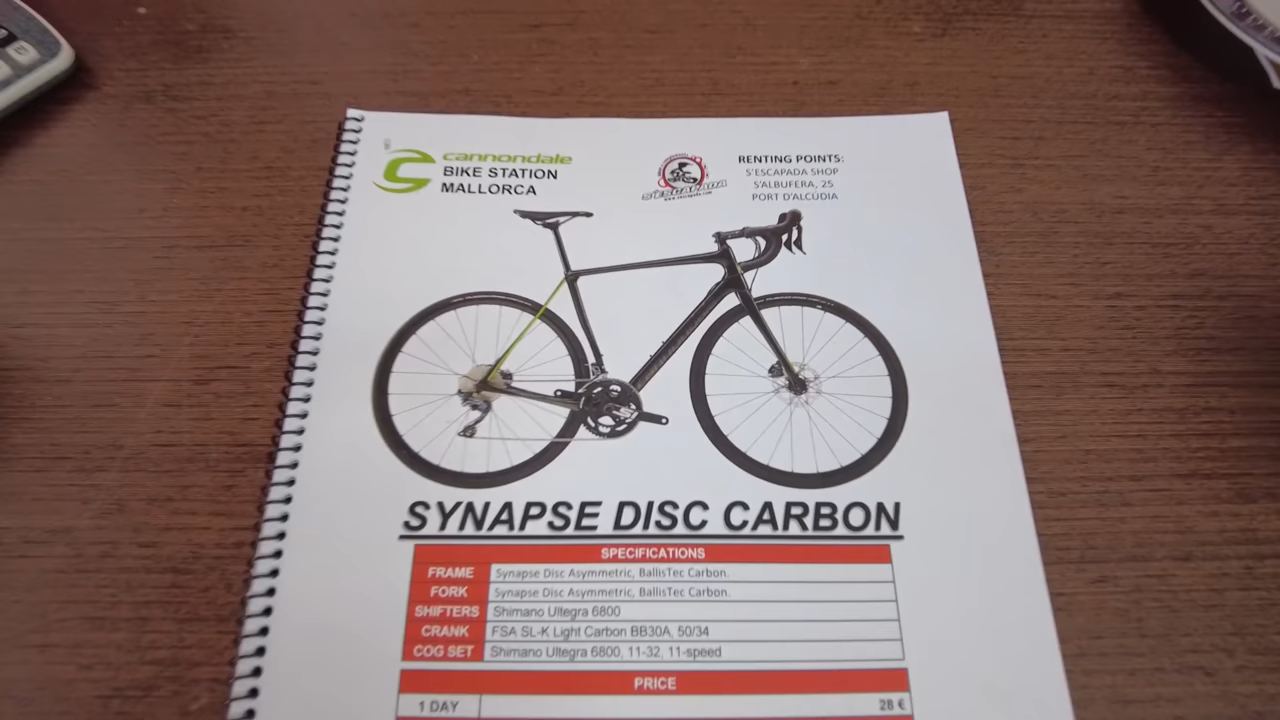 cannondale
BIKE STATION
MALLORCA
S'ESCAPADA
RENTING POINTS:
S'ESCAPADA SHOP
S'ALBUFERA, 25
PORT D'ALCÚDIA
SYNAPSE DISC CARBON
SPECIFICATIONS
FRAME Synapse Disc Asymmetric, BallisTec Carbon.
FORK Synapse Disc Asymmetric, BallisTec Carbon.
SHIFTERS Shimano Ultegra 6800
CRANK FSA SL-K Light Carbon BB30A, 50/34
COG SET Shimano Ultegra 6800, 11-32, 11-speed
PRICE
1 DAY 28 €